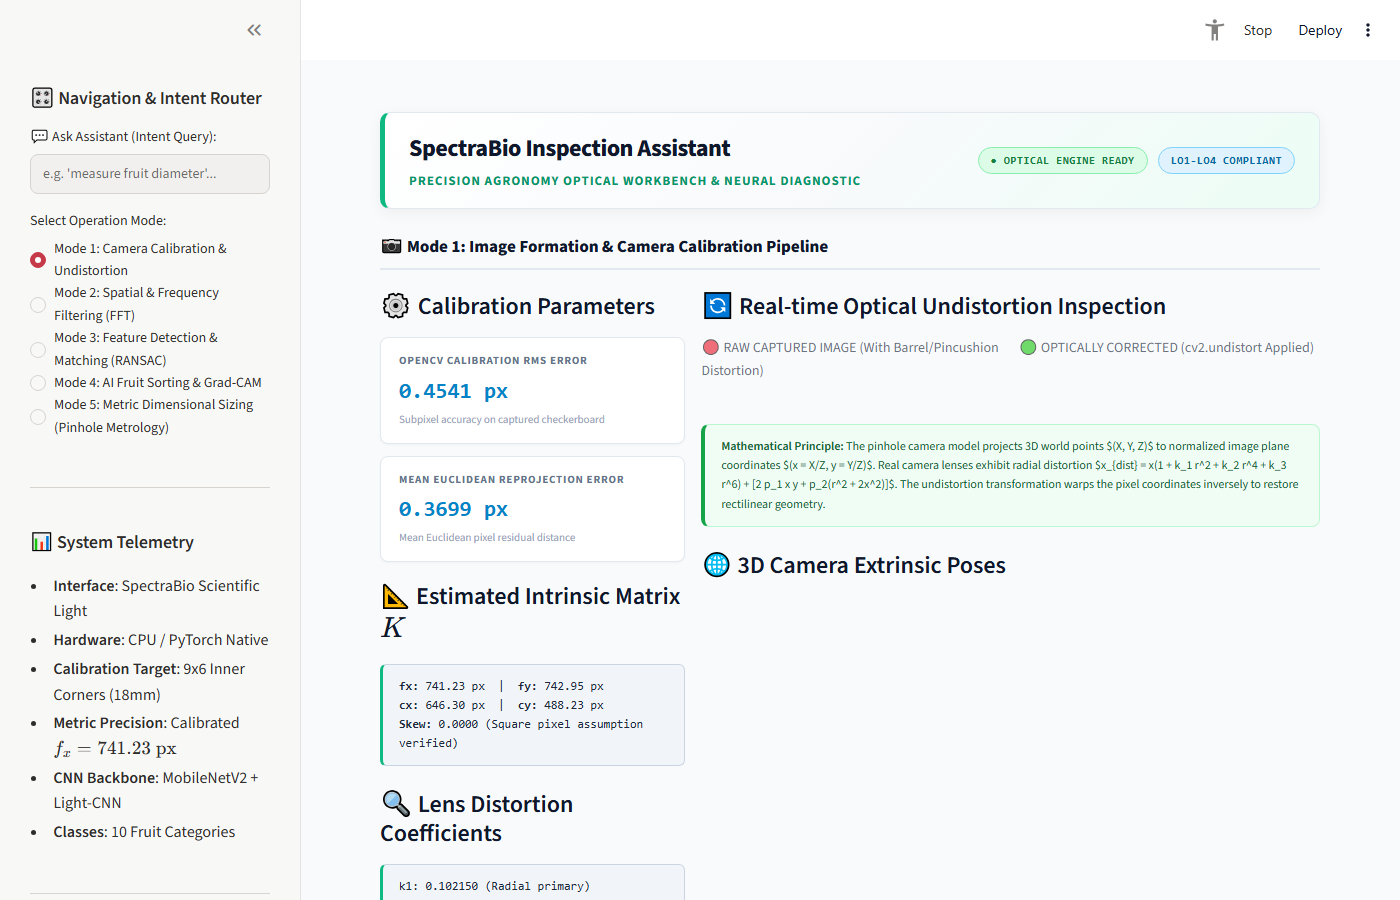 Stop
Deploy
Navigation & Intent Router
Ask Assistant (Intent Query):
e.g. 'measure fruit diameter'...
Select Operation Mode:
Mode 1: Camera Calibration &
Undistortion
Mode 2: Spatial & Frequency
Filtering (FFT)
Mode 3: Feature Detection &
Matching (RANSAC)
Mode 4: AI Fruit Sorting & Grad-CAM
Mode 5: Metric Dimensional Sizing
(Pinhole Metrology)
System Telemetry
• Interface: SpectraBio Scientific
Light
• Hardware: CPU / PyTorch Native
• Calibration Target: 9x6 Inner
Corners (18mm)
• Metric Precision: Calibrated
fₓ = 741.23 px
• CNN Backbone: MobileNetV2 +
Light-CNN
• Classes: 10 Fruit Categories
SpectraBio Inspection Assistant
PRECISION AGRONOMY OPTICAL WORKBENCH & NEURAL DIAGNOSTIC
● OPTICAL ENGINE READY
LO1-LO4 COMPLIANT
Mode 1: Image Formation & Camera Calibration Pipeline
Calibration Parameters
OPENCV CALIBRATION RMS ERROR
0.4541 px
Subpixel accuracy on captured checkerboard
MEAN EUCLIDEAN REPROJECTION ERROR
0.3699 px
Mean Euclidean pixel residual distance
Estimated Intrinsic Matrix
K
fx: 741.23 px | fy: 742.95 px
cx: 646.30 px | cy: 488.23 px
Skew: 0.0000 (Square pixel assumption
verified)
Lens Distortion
Coefficients
k1: 0.102150 (Radial primary)
Real-time Optical Undistortion Inspection
RAW CAPTURED IMAGE (With Barrel/Pincushion
Distortion)
OPTICALLY CORRECTED (cv2.undistort Applied)
Mathematical Principle: The pinhole camera model projects 3D world points $(X, Y, Z)$ to normalized image plane
coordinates $(x = X/Z, y = Y/Z)$. Real camera lenses exhibit radial distortion $x_{dist} = x(1 + k_1 r^2 + k_2 r^4 + k_3
r^6) + [2 p_1 x y + p_2(r^2 + 2x^2)]$. The undistortion transformation warps the pixel coordinates inversely to restore
rectilinear geometry.
3D Camera Extrinsic Poses